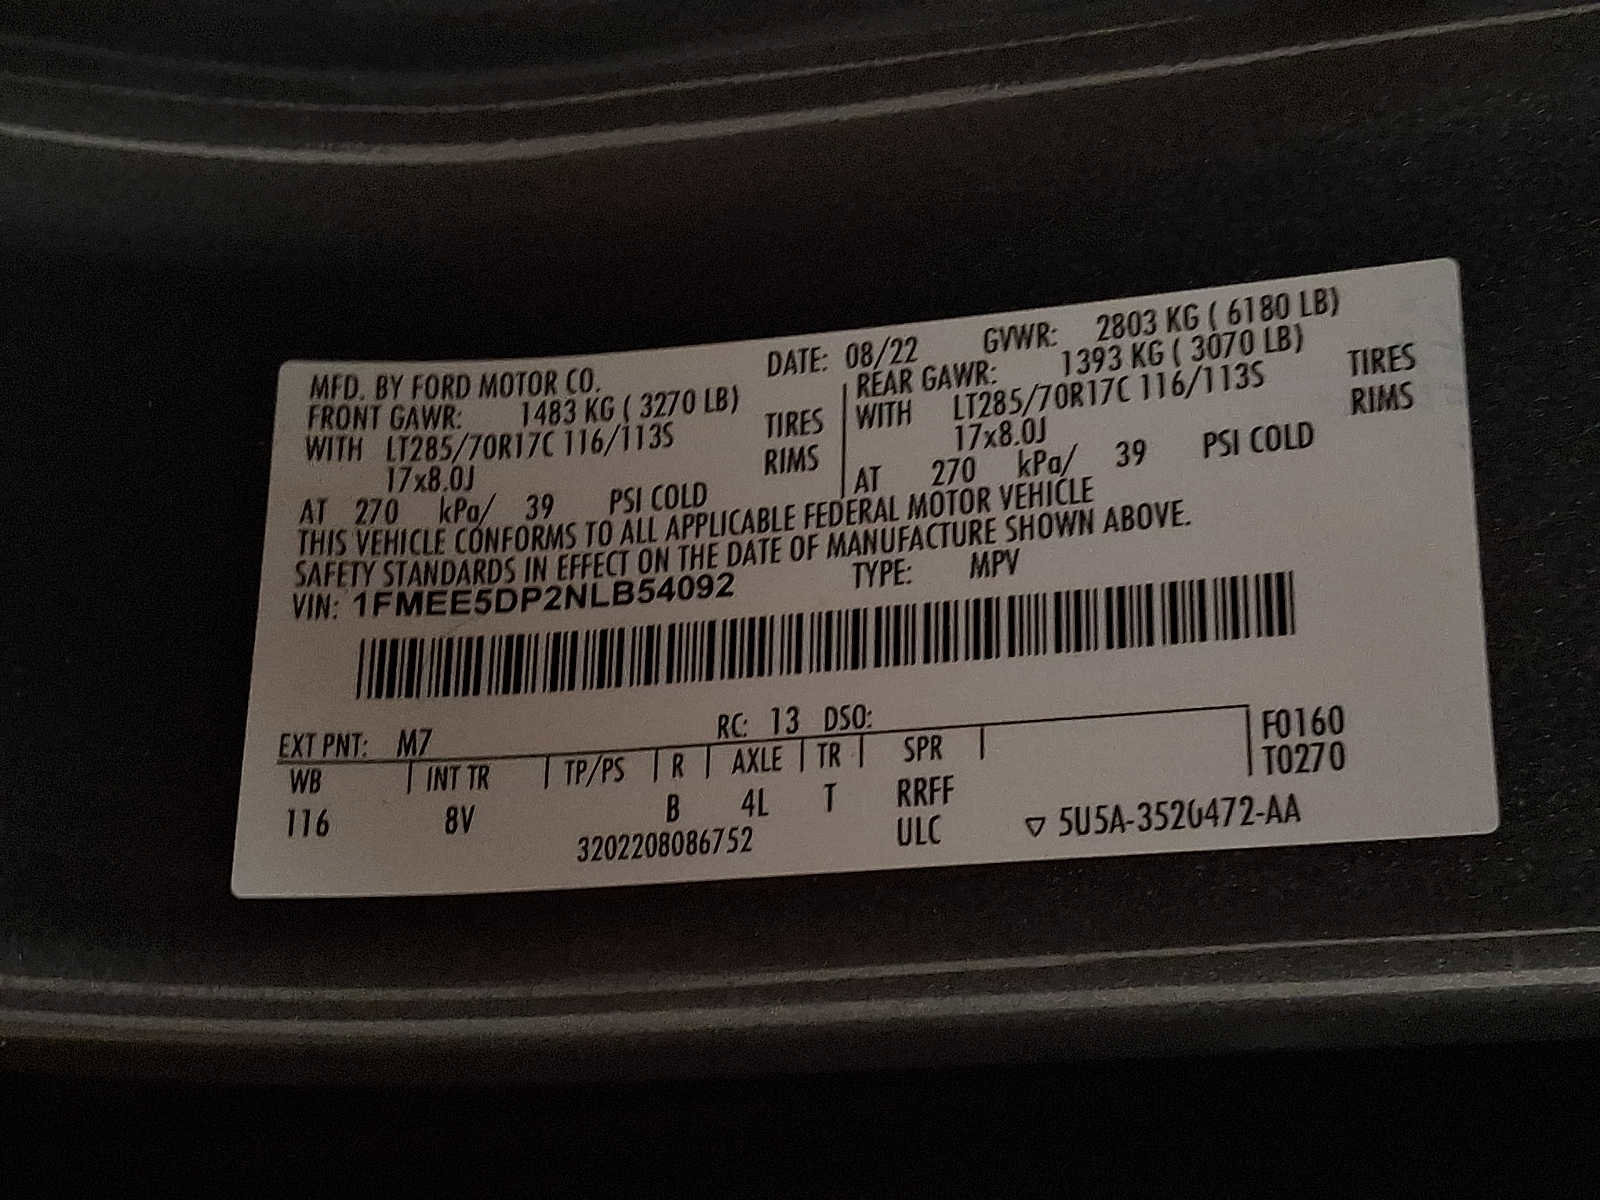 MFD. BY FORD MOTOR CO. DATE: 08/22 GVWR: 2803 KG ( 6180 LB)
FRONT GAWR: 1483 KG ( 3270 LB) REAR GAWR: 1393 KG ( 3070 LB)
WITH LT285/70R17C 116/113S TIRES WITH LT285/70R17C 116/113S TIRES
17x8.0J RIMS 17x8.0J RIMS
AT 270 kPa/ 39 PSI COLD AT 270 kPa/ 39 PSI COLD
THIS VEHICLE CONFORMS TO ALL APPLICABLE FEDERAL MOTOR VEHICLE
SAFETY STANDARDS IN EFFECT ON THE DATE OF MANUFACTURE SHOWN ABOVE.
VIN: 1FMEE5DP2NLB54092 TYPE: MPV
EXT PNT: M7 RC: 13 DSO: F0160
WB INT TR TP/PS R AXLE TR SPR T0270
116 8V B 4L T RRFF
3202208086752 ULC ▽ 5U5A-3520472-AA